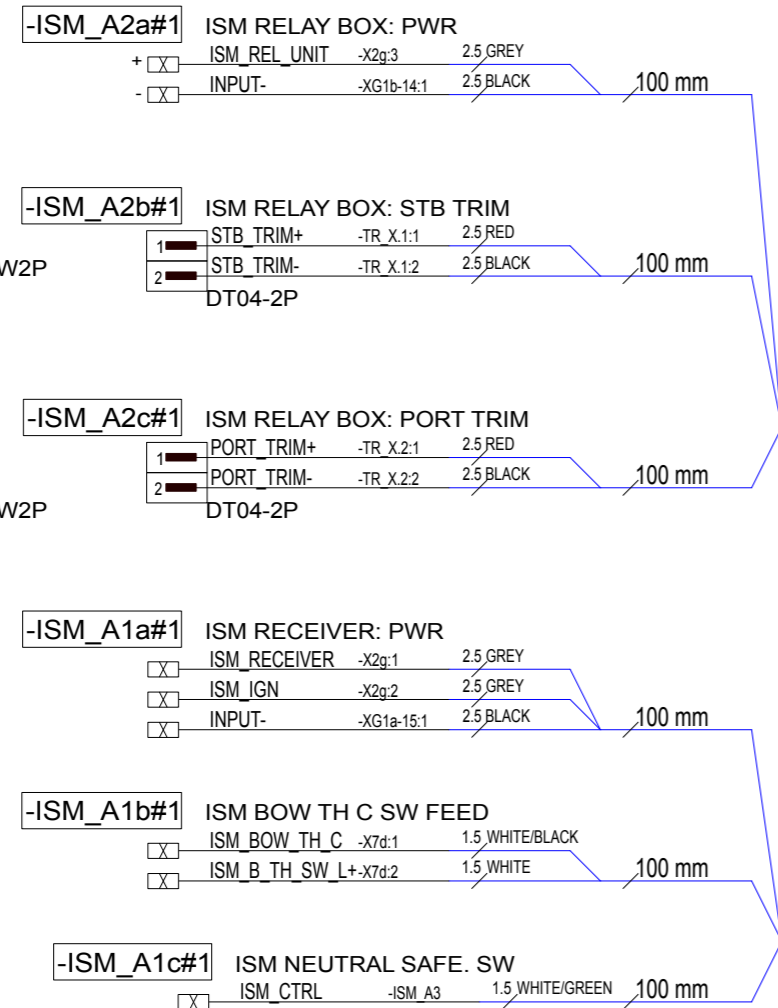 -ISM_A2a#1 ISM RELAY BOX: PWR
+ X ISM_REL_UNIT -X2g:3 2.5 GREY
- X INPUT- -XG1b-14:1 2.5 BLACK 100 mm
-ISM_A2b#1 ISM RELAY BOX: STB TRIM
1 STB_TRIM+ -TR_X.1:1 2.5 RED
W2P 2 STB_TRIM- -TR_X.1:2 2.5 BLACK 100 mm
DT04-2P
-ISM_A2c#1 ISM RELAY BOX: PORT TRIM
1 PORT_TRIM+ -TR_X.2:1 2.5 RED
2 PORT_TRIM- -TR_X.2:2 2.5 BLACK 100 mm
W2P DT04-2P
-ISM_A1a#1 ISM RECEIVER: PWR
X ISM_RECEIVER -X2g:1 2.5 GREY
X ISM_IGN -X2g:2 2.5 GREY
X INPUT- -XG1a-15:1 2.5 BLACK 100 mm
-ISM_A1b#1 ISM BOW TH C SW FEED
X ISM_BOW_TH_C -X7d:1 1.5 WHITE/BLACK
X ISM_B_TH_SW_L+ -X7d:2 1.5 WHITE 100 mm
-ISM_A1c#1 ISM NEUTRAL SAFE. SW
X ISM_CTRL -ISM_A3 1.5 WHITE/GREEN 100 mm